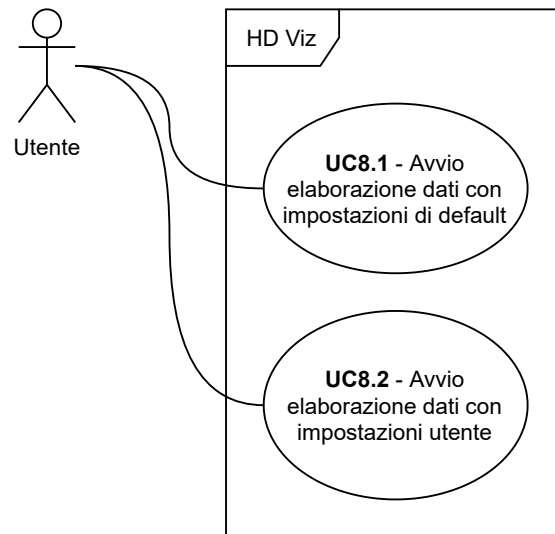 HD Viz
Utente
UC8.1 - Avvio
elaborazione dati con
impostazioni di default
UC8.2 - Avvio
elaborazione dati con
impostazioni utente